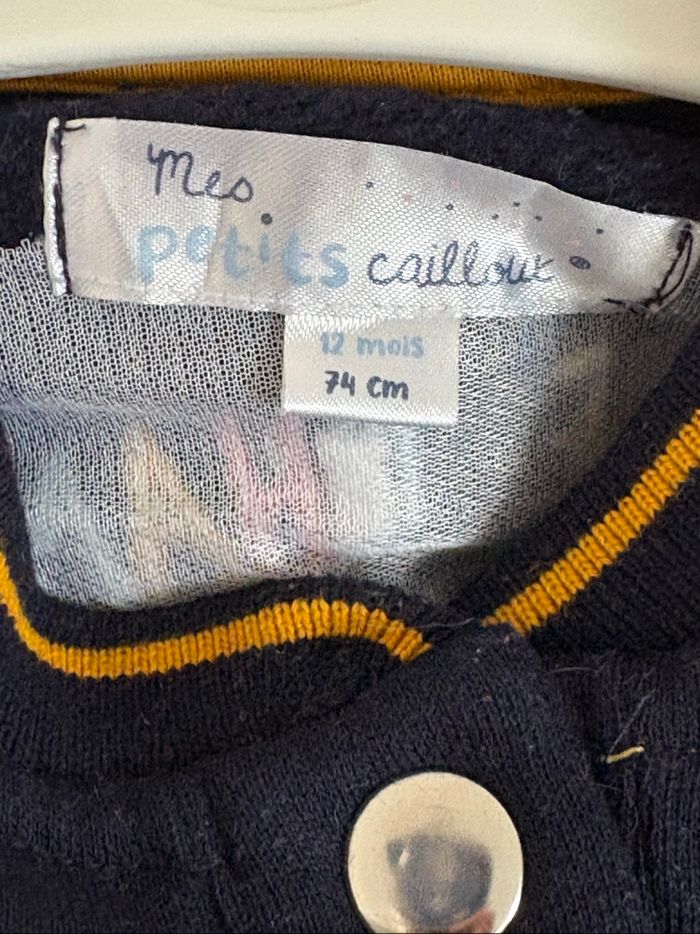 Mes
petits cailloux
12 mois
74 cm